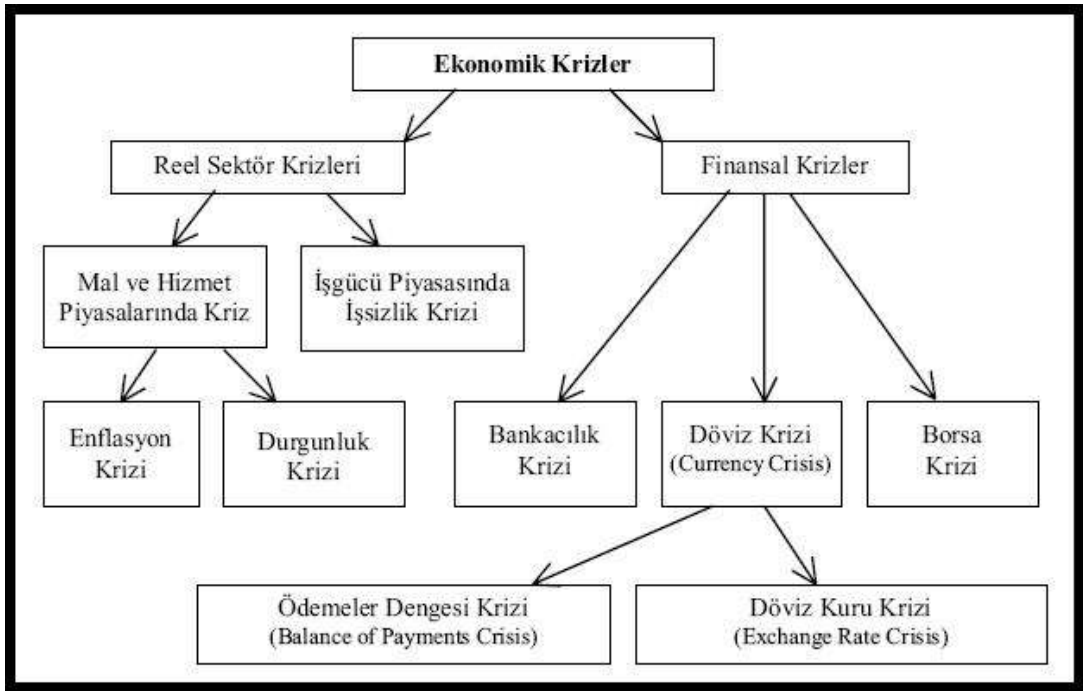 Ekonomik Krizler
Reel Sektör Krizleri
Finansal Krizler
Mal ve Hizmet
Piyasalarında Kriz
İşgücü Piyasasında
İşsizlik Krizi
Enflasyon
Krizi
Durgunluk
Krizi
Bankacılık
Krizi
Döviz Krizi
(Currency Crisis)
Borsa
Krizi
Ödemeler Dengesi Krizi
(Balance of Payments Crisis)
Döviz Kuru Krizi
(Exchange Rate Crisis)